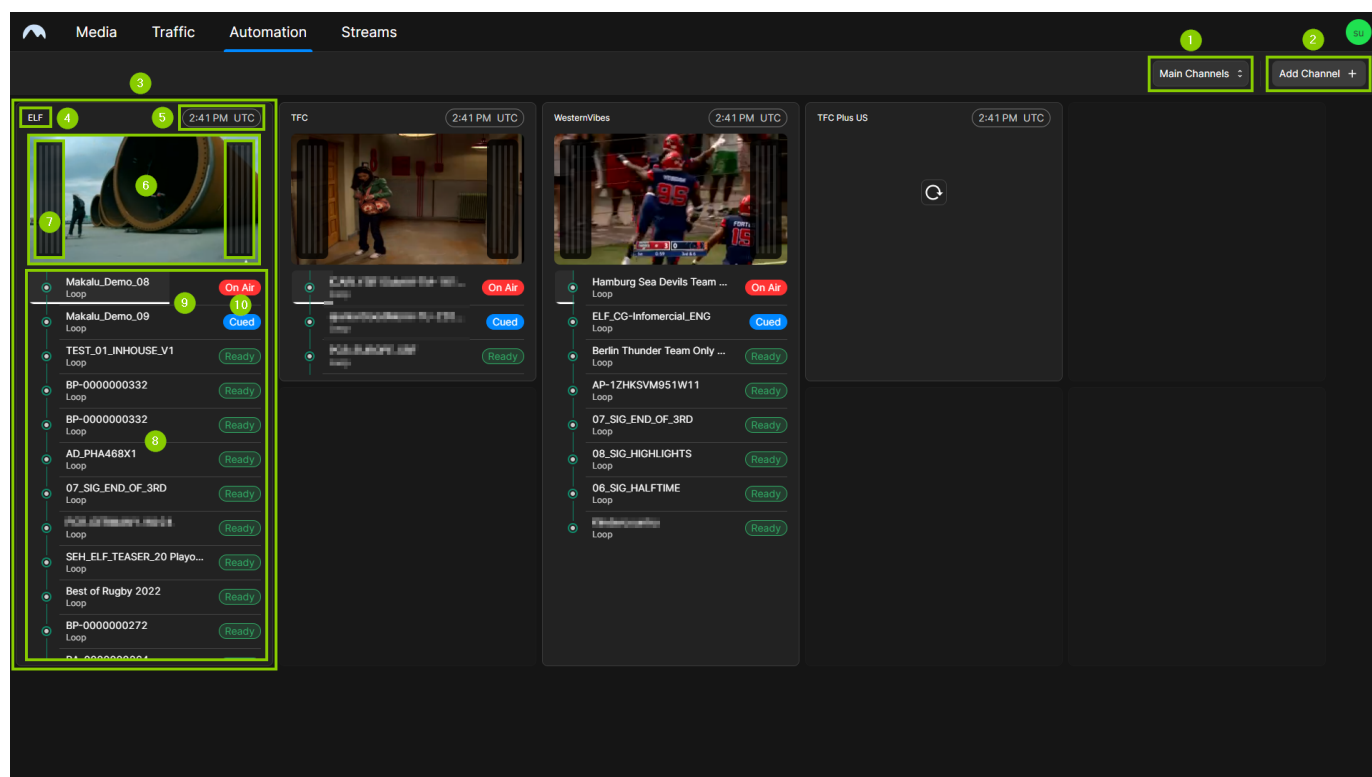 Media Traffic Automation Streams
su
1 2
Main Channels Add Channel +
3
ELF 4 5 2:41 PM UTC
6
7
Makalu_Demo_08 On Air
Loop
9 10
Makalu_Demo_09 Cued
Loop
TEST_01_INHOUSE_V1 Ready
Loop
BP-0000000332 Ready
Loop
BP-0000000332 Ready
Loop
8
AD_PHA468X1 Ready
Loop
07_SIG_END_OF_3RD Ready
Loop
Ready
Loop
SEH_ELF_TEASER_20 Playo... Ready
Loop
Best of Rugby 2022 Ready
Loop
BP-0000000272 Ready
Loop
TFC 2:41 PM UTC
On Air
Cued
Ready
WesternVibes 2:41 PM UTC
95
FORT
19
3 0
Hamburg Sea Devils Team ... On Air
Loop
ELF_CG-Infomercial_ENG Cued
Loop
Berlin Thunder Team Only ... Ready
Loop
AP-1ZHKSVM951W11 Ready
Loop
07_SIG_END_OF_3RD Ready
Loop
08_SIG_HIGHLIGHTS Ready
Loop
06_SIG_HALFTIME Ready
Loop
Ready
Loop
TFC Plus US 2:41 PM UTC